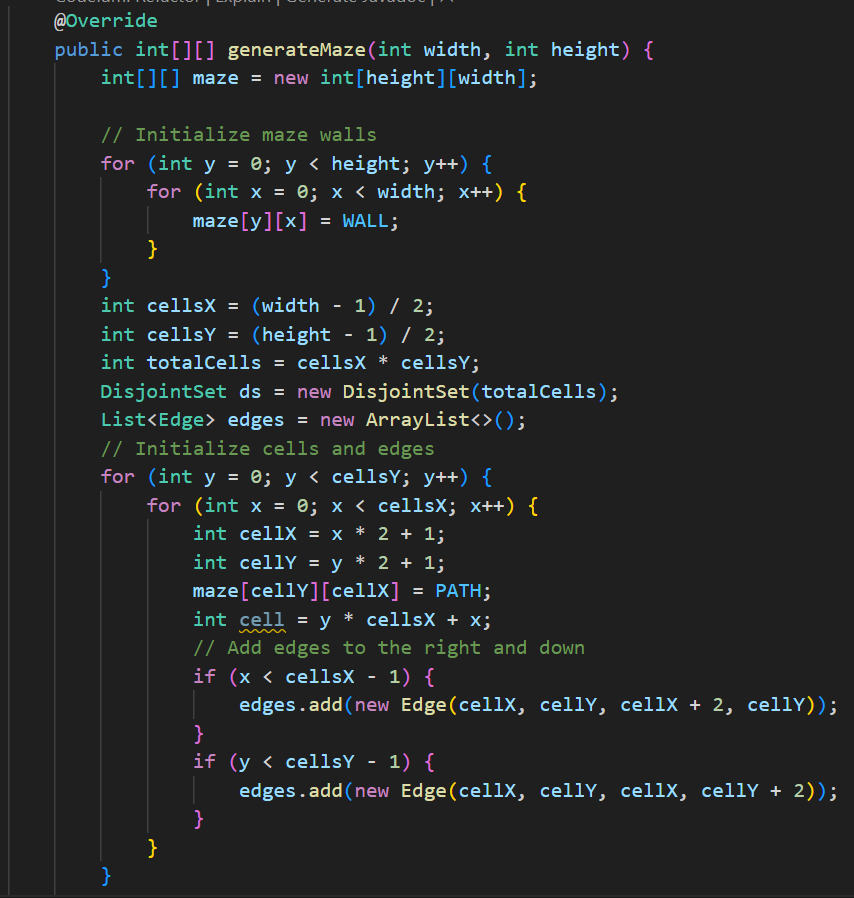 Codeium: Refactor | Explain | Generate Javadoc | ×
@Override
public int[][] generateMaze(int width, int height) {
int[][] maze = new int[height][width];
// Initialize maze walls
for (int y = 0; y < height; y++) {
for (int x = 0; x < width; x++) {
maze[y][x] = WALL;
}
}
int cellsX = (width - 1) / 2;
int cellsY = (height - 1) / 2;
int totalCells = cellsX * cellsY;
DisjointSet ds = new DisjointSet(totalCells);
List<Edge> edges = new ArrayList<>();
// Initialize cells and edges
for (int y = 0; y < cellsY; y++) {
for (int x = 0; x < cellsX; x++) {
int cellX = x * 2 + 1;
int cellY = y * 2 + 1;
maze[cellY][cellX] = PATH;
int cell = y * cellsX + x;
// Add edges to the right and down
if (x < cellsX - 1) {
edges.add(new Edge(cellX, cellY, cellX + 2, cellY));
}
if (y < cellsY - 1) {
edges.add(new Edge(cellX, cellY, cellX, cellY + 2));
}
}
}